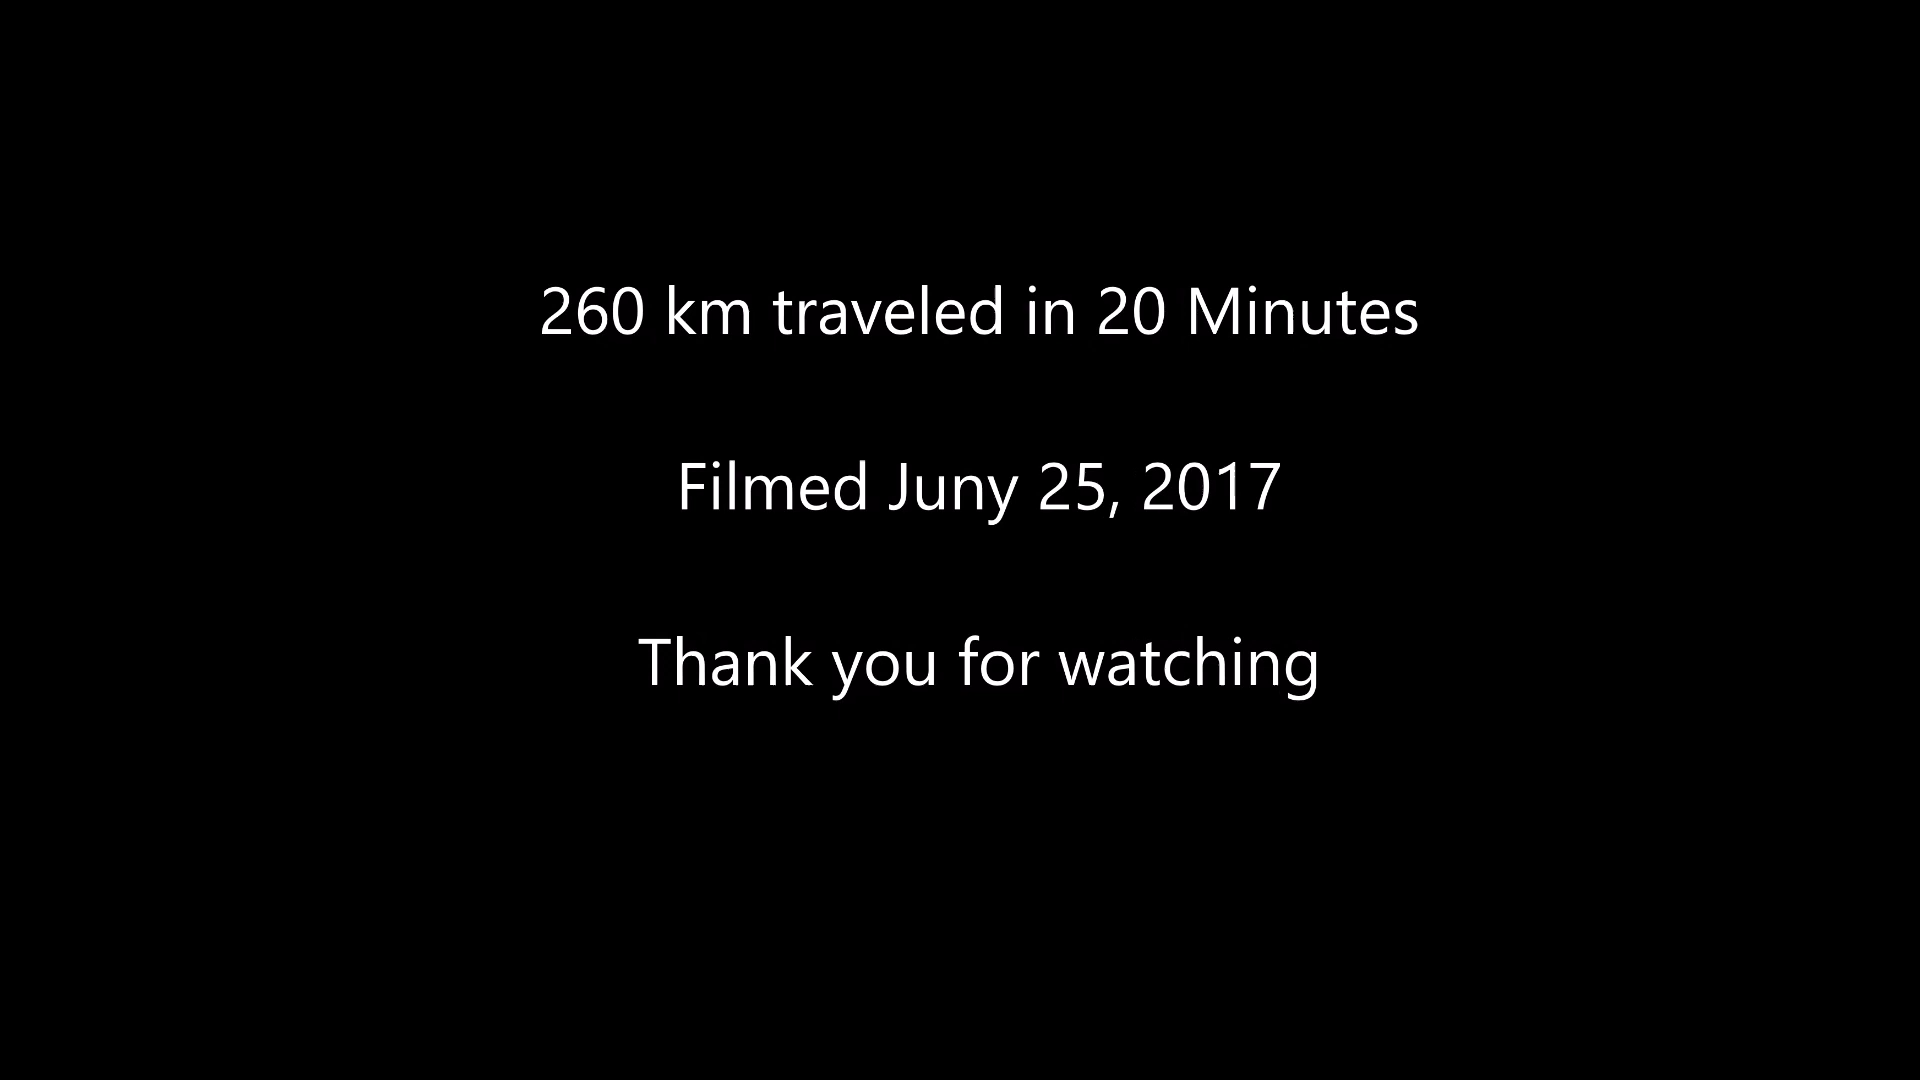 260 km traveled in 20 Minutes
Filmed Juny 25, 2017
Thank you for watching